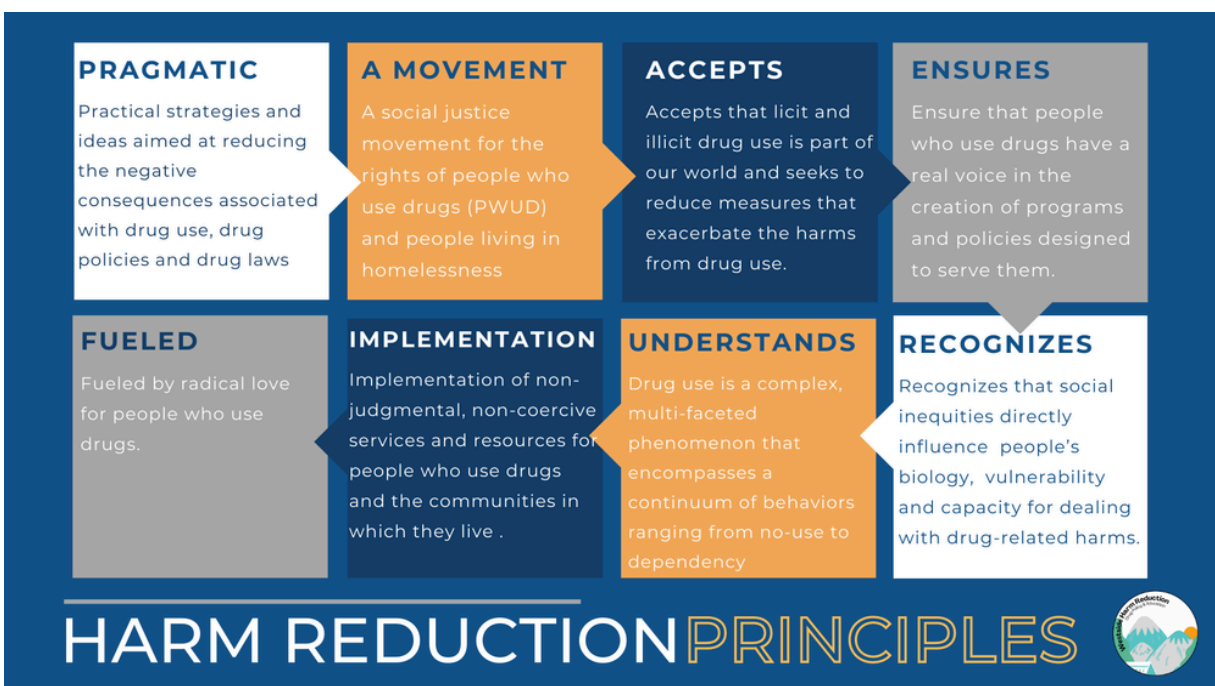 PRAGMATIC
Practical strategies and
ideas aimed at reducing
the negative
consequences associated
with drug use, drug
policies and drug laws
A MOVEMENT
A social justice
movement for the
rights of people who
use drugs (PWUD)
and people living in
homelessness
ACCEPTS
Accepts that licit and
illicit drug use is part of
our world and seeks to
reduce measures that
exacerbate the harms
from drug use.
ENSURES
Ensure that people
who use drugs have a
real voice in the
creation of programs
and policies designed
to serve them.
RECOGNIZES
Recognizes that social
inequities directly
influence people's
biology, vulnerability
and capacity for dealing
with drug-related harms.
UNDERSTANDS
Drug use is a complex,
multi-faceted
phenomenon that
encompasses a
continuum of behaviors
ranging from no-use to
dependency
IMPLEMENTATION
Implementation of non-
judgmental, non-coercive
services and resources for
people who use drugs
and the communities in
which they live .
FUELED
Fueled by radical love
for people who use
drugs.
HARM REDUCTION PRINCIPLES
Harm Reduction